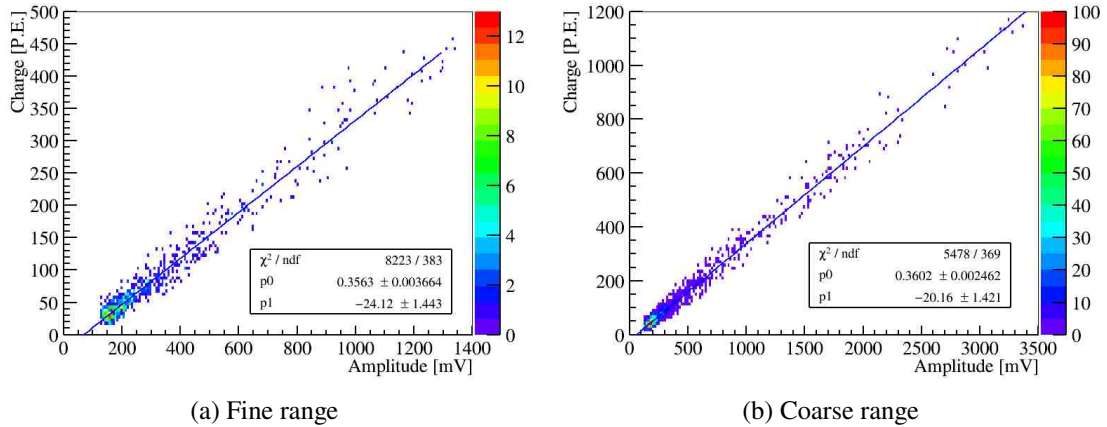 Charge [P.E.]
500
450
400
350
300
250
200
150
100
50
0
0 200 400 600 800 1000 1200 1400
Amplitude [mV]
12
10
8
6
4
2
0
χ² / ndf 8223 / 383
p0 0.3563 ± 0.003664
p1 −24.12 ± 1.443
(a) Fine range
Charge [P.E.]
1200
1000
800
600
400
200
0
0 500 1000 1500 2000 2500 3000 3500
Amplitude [mV]
100
90
80
70
60
50
40
30
20
10
0
χ² / ndf 5478 / 369
p0 0.3602 ± 0.002462
p1 −20.16 ± 1.421
(b) Coarse range